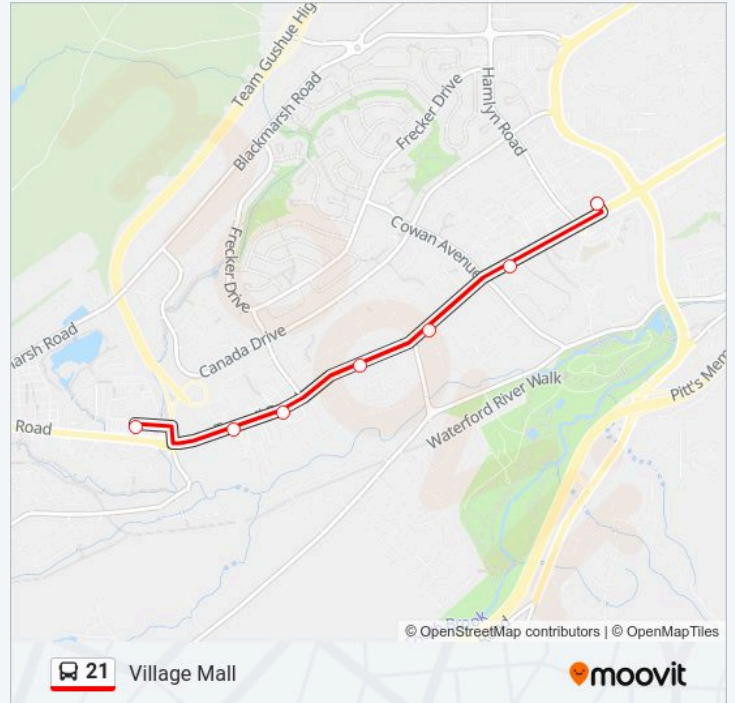 Team Gushue Hig
Blackmarsh Road
Frecker Drive
Hamlyn Road
Cowan Avenue
Frecker Drive
Canada Drive
arsh Road
Road
Waterford River Walk
Pitt's Mem
© OpenStreetMap contributors | © OpenMapTiles
21 Village Mall
moovit